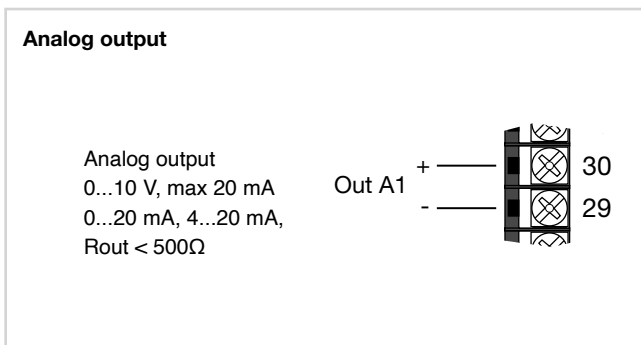 Analog output
Analog output
0...10 V, max 20 mA
0...20 mA, 4...20 mA,
Rout < 500Ω
Out A1
+
-
30
29